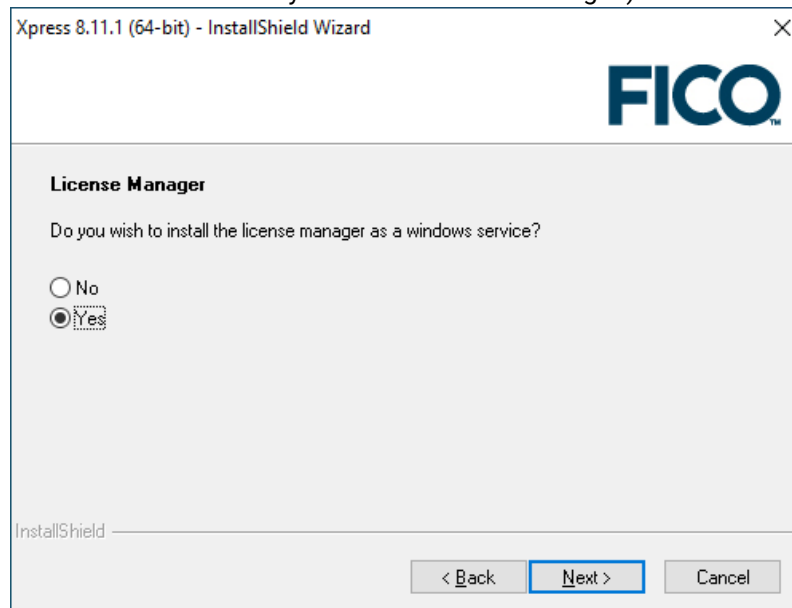 Xpress 8.11.1 (64-bit) - InstallShield Wizard
FICO
TM
License Manager
Do you wish to install the license manager as a windows service?
No
Yes
InstallShield
< Back Next > Cancel